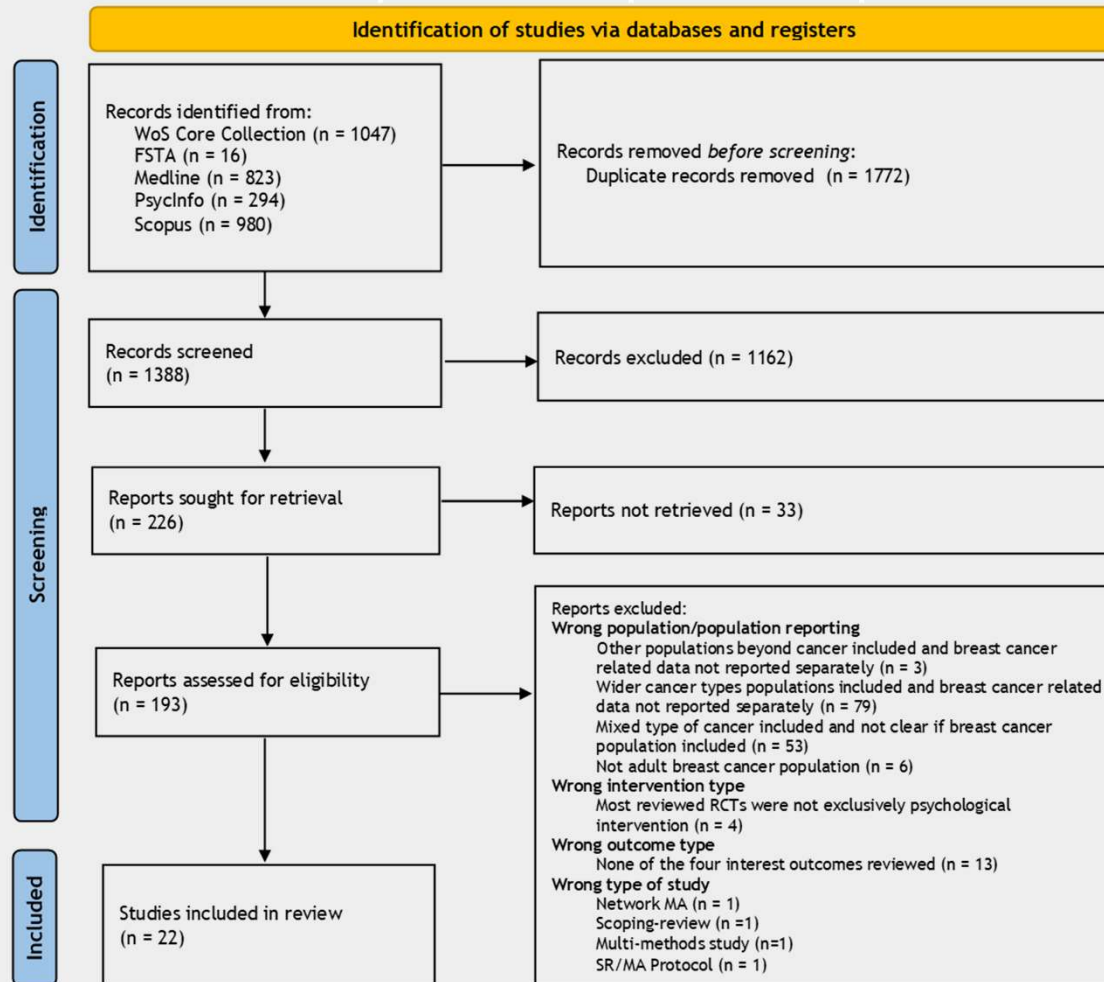 Identification of studies via databases and registers
Identification
Records identified from:
WoS Core Collection (n = 1047)
FSTA (n = 16)
Medline (n = 823)
PsycInfo (n = 294)
Scopus (n = 980)
Records removed before screening:
Duplicate records removed (n = 1772)
Screening
Records screened
(n = 1388)
Records excluded (n = 1162)
Reports sought for retrieval
(n = 226)
Reports not retrieved (n = 33)
Reports assessed for eligibility
(n = 193)
Reports excluded:
Wrong population/population reporting
Other populations beyond cancer included and breast cancer
related data not reported separately (n = 3)
Wider cancer types populations included and breast cancer related
data not reported separately (n = 79)
Mixed type of cancer included and not clear if breast cancer
population included (n = 53)
Not adult breast cancer population (n = 6)
Wrong intervention type
Most reviewed RCTs were not exclusively psychological
intervention (n = 4)
Wrong outcome type
None of the four interest outcomes reviewed (n = 13)
Wrong type of study
Network MA (n = 1)
Scoping-review (n =1)
Multi-methods study (n=1)
SR/MA Protocol (n = 1)
Included
Studies included in review
(n = 22)